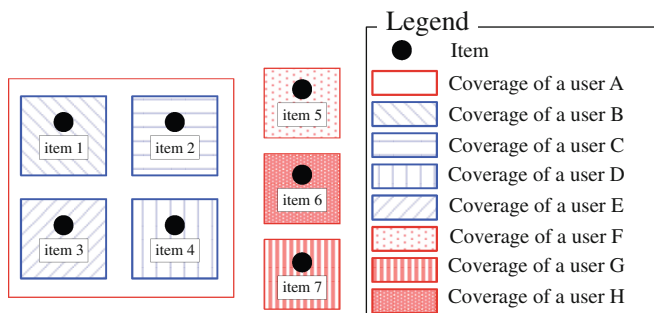 item 1
item 2
item 3
item 4
item 5
item 6
item 7
Legend
Item
Coverage of a user A
Coverage of a user B
Coverage of a user C
Coverage of a user D
Coverage of a user E
Coverage of a user F
Coverage of a user G
Coverage of a user H